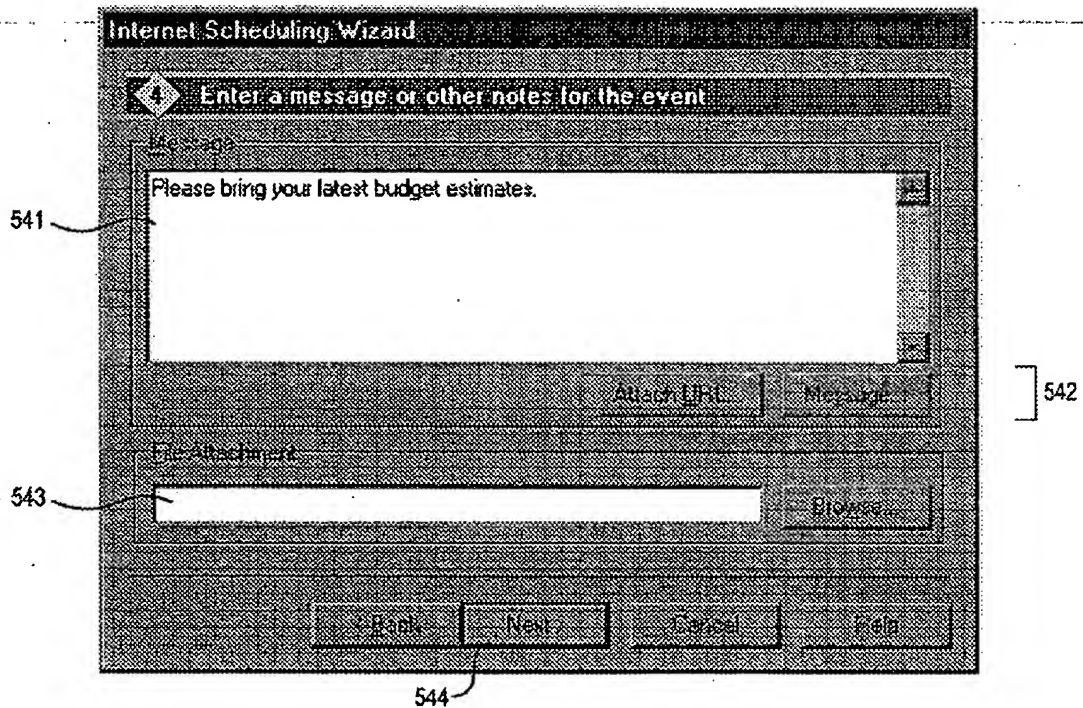 Internet Scheduling Wizard
4 Enter a message or other notes for the event
Message
Please bring your latest budget estimates.
541
Attach URL... Message...
542
File Attachment
543
Browse...
< Back Next > Cancel Help
544